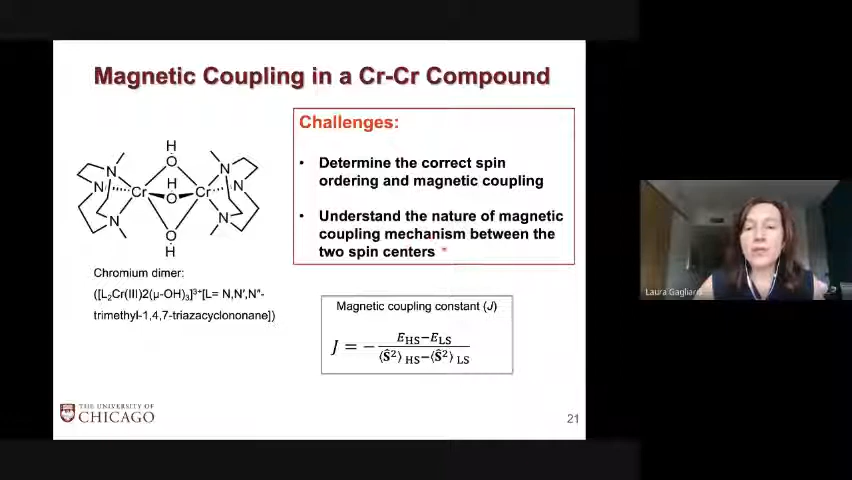 Magnetic Coupling in a Cr-Cr Compound
Challenges:
• Determine the correct spin
ordering and magnetic coupling
• Understand the nature of magnetic
coupling mechanism between the
two spin centers
H
O
N
N
N
Cr
H
O
Cr
N
N
N
O
H
Chromium dimer:
([L₂Cr(III)2(μ-OH)₃]³⁺[L= N,N′,N″-
trimethyl-1,4,7-triazacyclononane])
Magnetic coupling constant (J)
J = − (E_HS−E_LS) / (⟨Ŝ²⟩_HS−⟨Ŝ²⟩_LS)
THE UNIVERSITY OF
CHICAGO
21
Laura Gagliardi